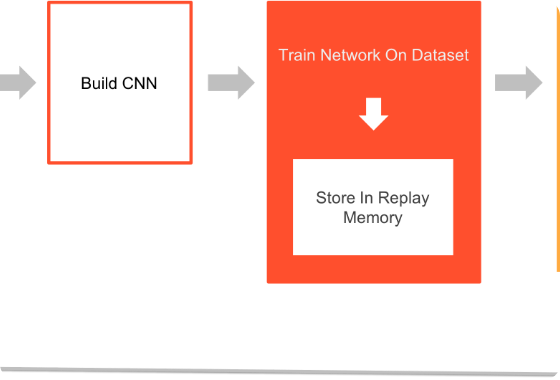 Build CNN
Train Network On Dataset
Store In Replay
Memory